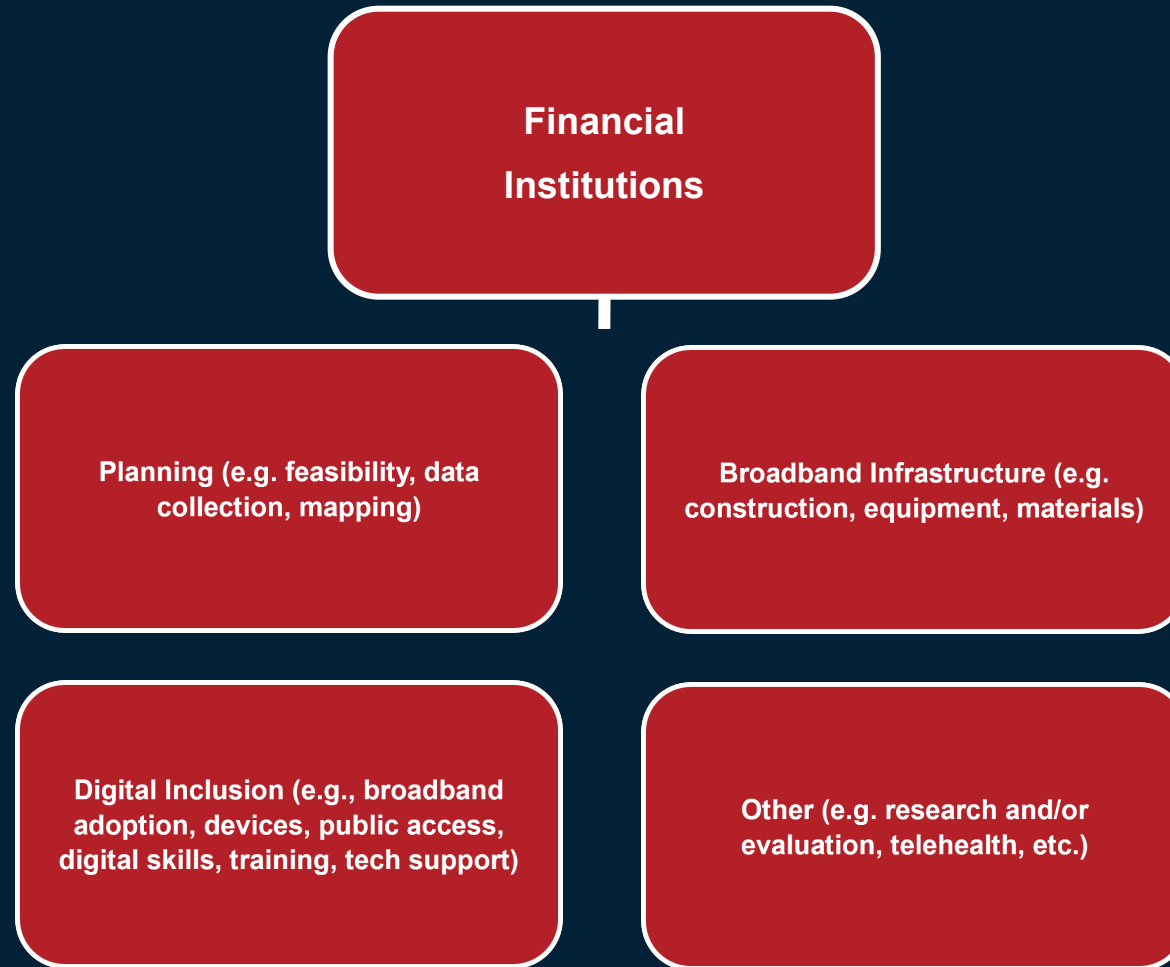 Financial
Institutions
Planning (e.g. feasibility, data
collection, mapping)
Broadband Infrastructure (e.g.
construction, equipment, materials)
Digital Inclusion (e.g., broadband
adoption, devices, public access,
digital skills, training, tech support)
Other (e.g. research and/or
evaluation, telehealth, etc.)